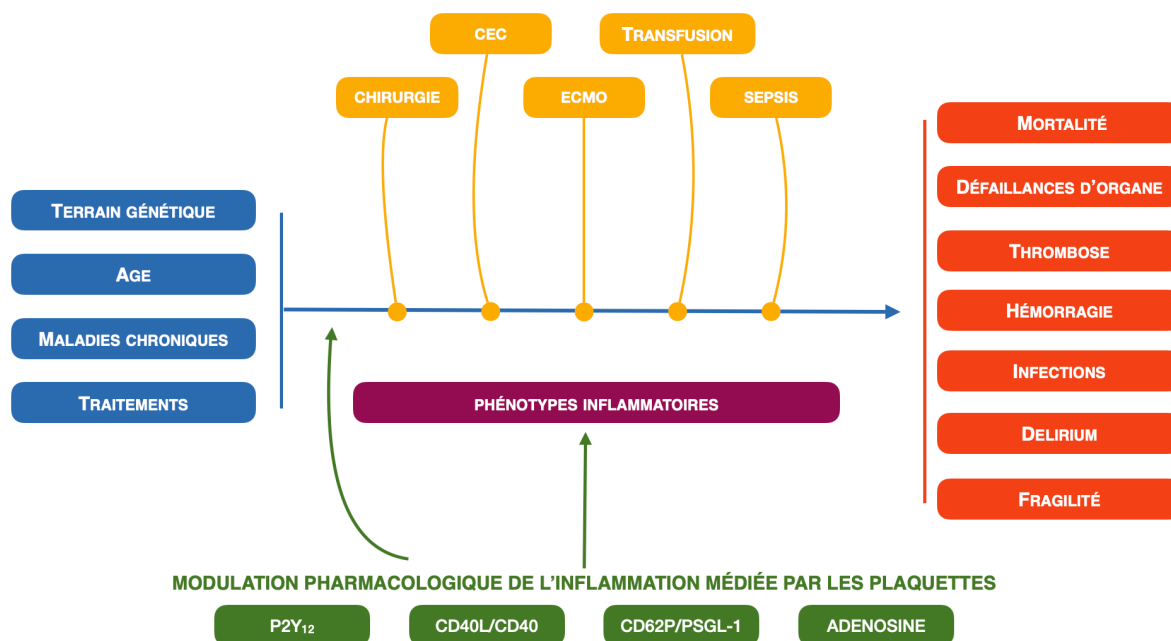 CEC
TRANSFUSION
CHIRURGIE
ECMO
SEPSIS
TERRAIN GÉNÉTIQUE
AGE
MALADIES CHRONIQUES
TRAITEMENTS
PHÉNOTYPES INFLAMMATOIRES
MORTALITÉ
DÉFAILLANCES D'ORGANE
THROMBOSE
HÉMORRAGIE
INFECTIONS
DELIRIUM
FRAGILITÉ
MODULATION PHARMACOLOGIQUE DE L'INFLAMMATION MÉDIÉE PAR LES PLAQUETTES
P2Y₁₂
CD40L/CD40
CD62P/PSGL-1
ADENOSINE